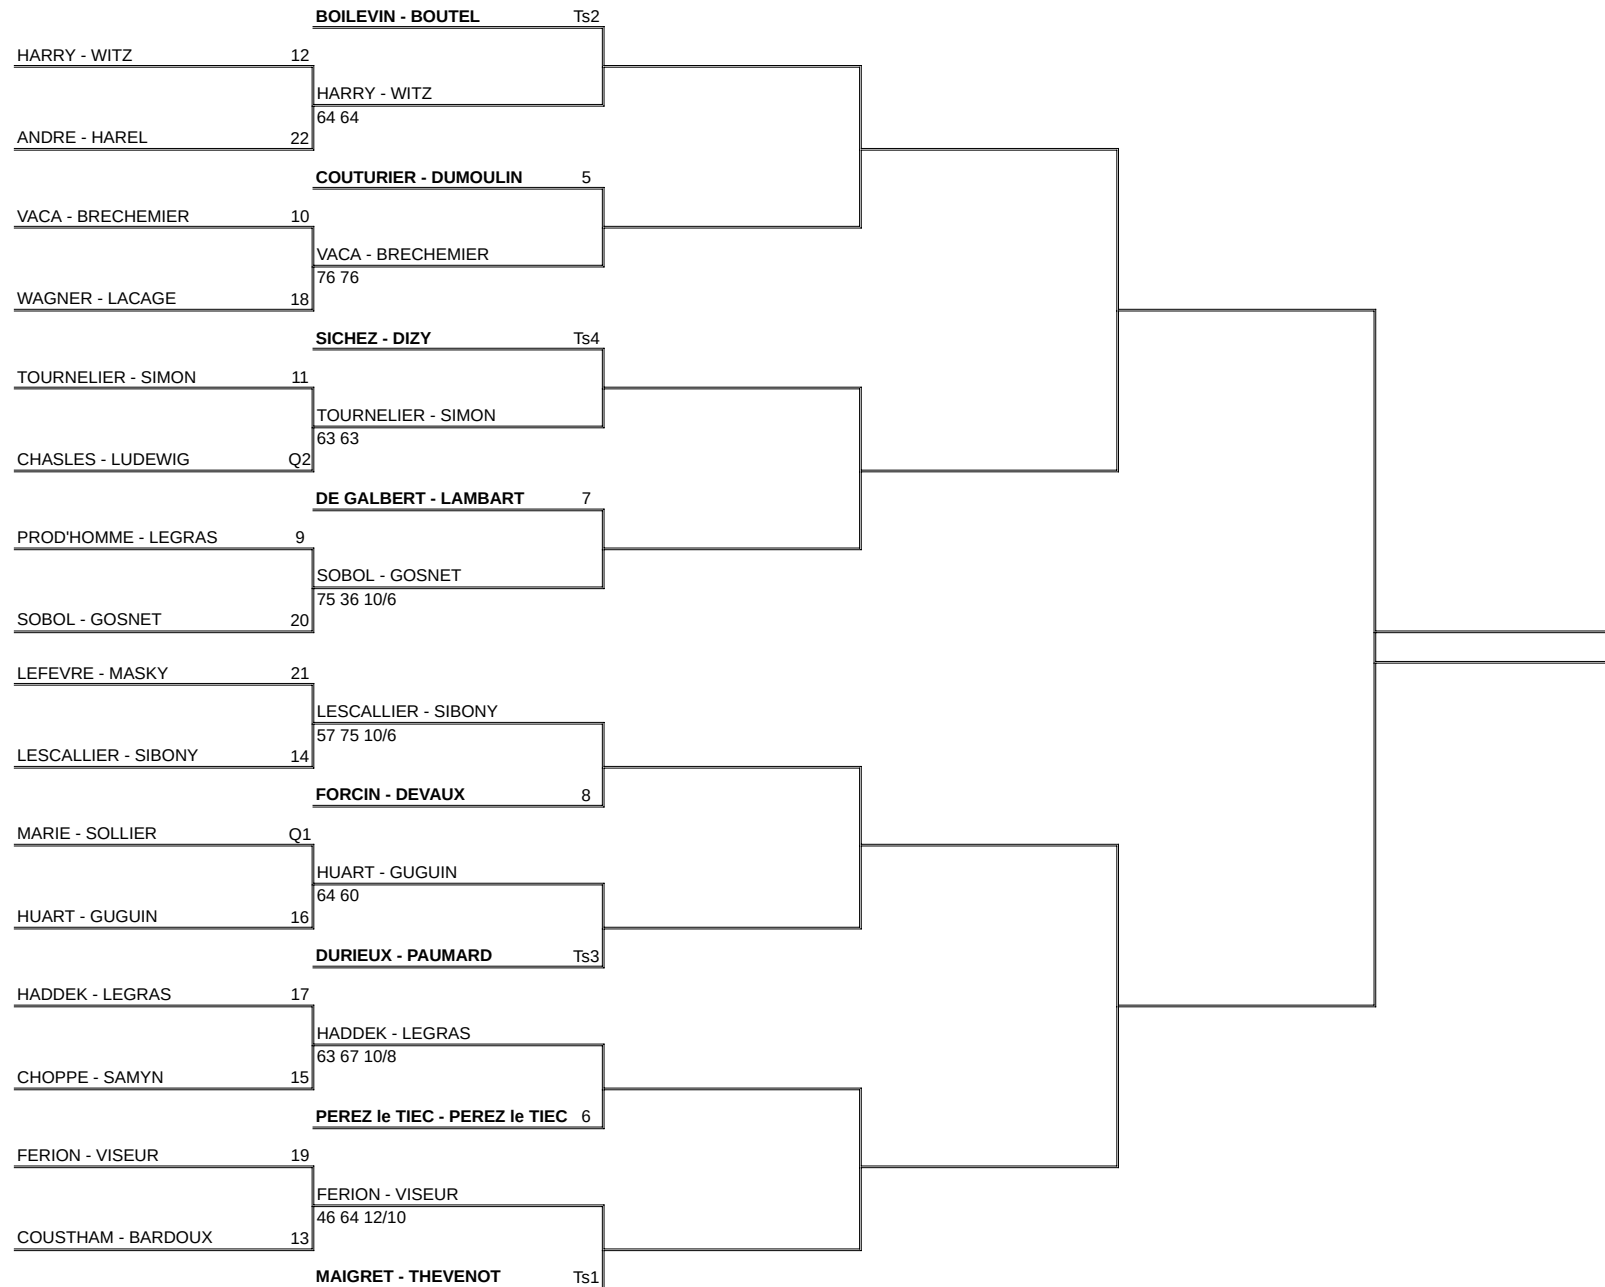 BOILEVIN - BOUTEL Ts2
HARRY - WITZ 12
HARRY - WITZ
64 64
ANDRE - HAREL 22
COUTURIER - DUMOULIN 5
VACA - BRECHEMIER 10
VACA - BRECHEMIER
76 76
WAGNER - LACAGE 18
SICHEZ - DIZY Ts4
TOURNELIER - SIMON 11
TOURNELIER - SIMON
63 63
CHASLES - LUDEWIG Q2
DE GALBERT - LAMBART 7
PROD'HOMME - LEGRAS 9
SOBOL - GOSNET
75 36 10/6
SOBOL - GOSNET 20
LEFEVRE - MASKY 21
LESCALLIER - SIBONY
57 75 10/6
LESCALLIER - SIBONY 14
FORCIN - DEVAUX 8
MARIE - SOLLIER Q1
HUART - GUGUIN
64 60
HUART - GUGUIN 16
DURIEUX - PAUMARD Ts3
HADDEK - LEGRAS 17
HADDEK - LEGRAS
63 67 10/8
CHOPPE - SAMYN 15
PEREZ le TIEC - PEREZ le TIEC 6
FERION - VISEUR 19
FERION - VISEUR
46 64 12/10
COUSTHAM - BARDOUX 13
MAIGRET - THEVENOT Ts1